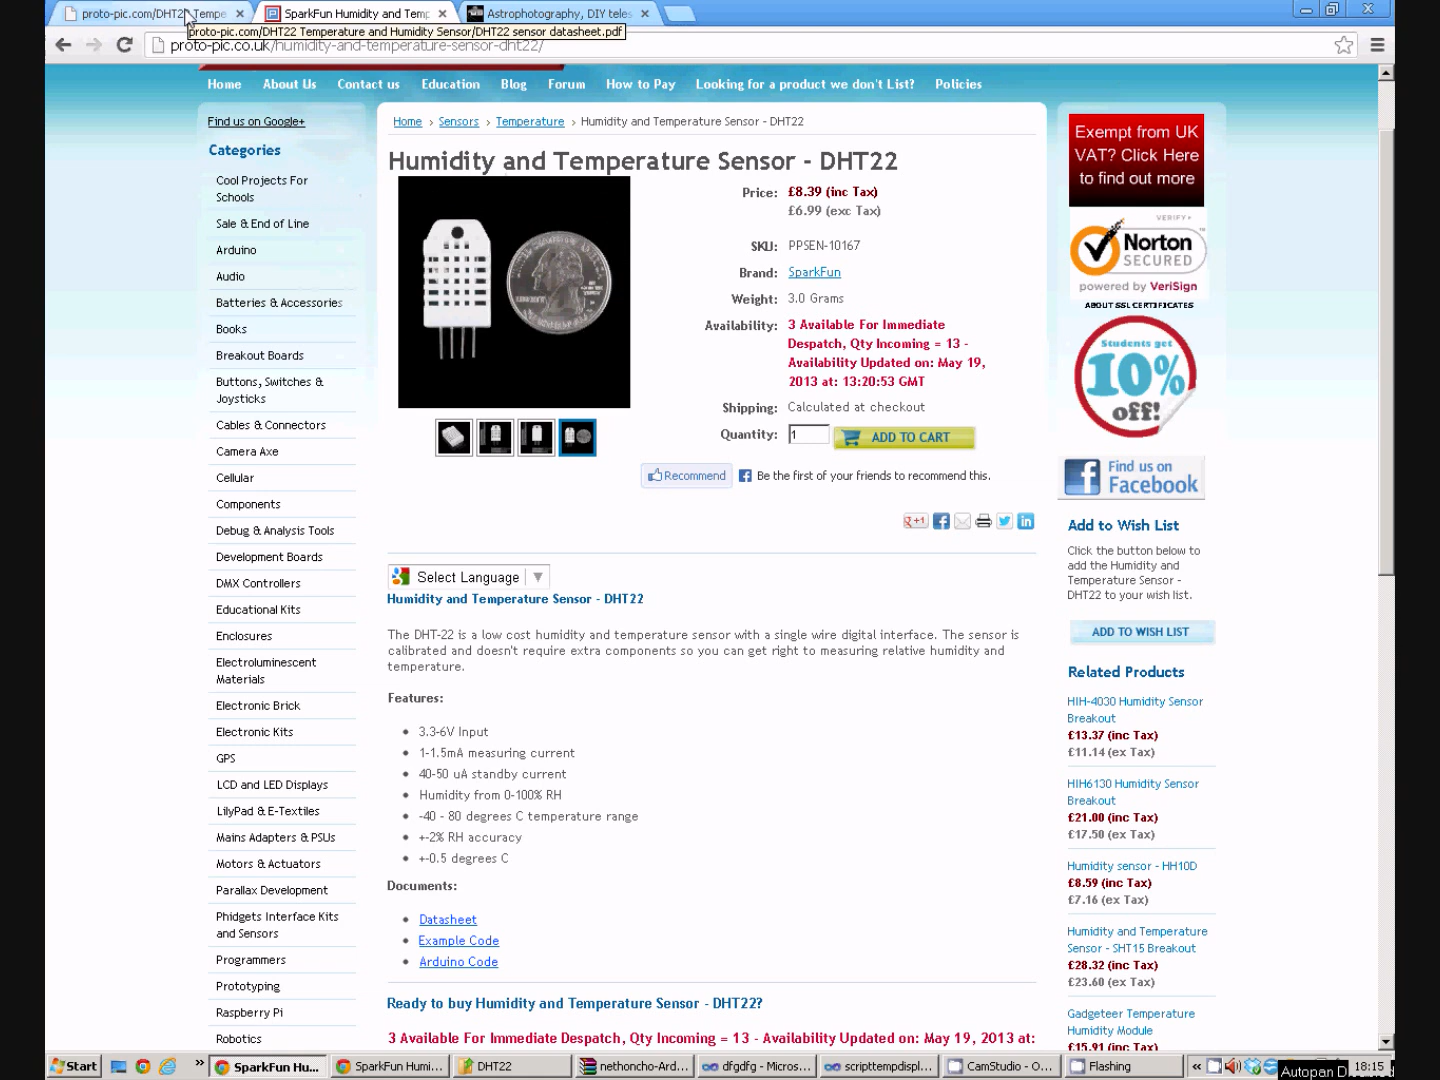 proto-pic.com/DHT22 Tempe
SparkFun Humidity and Temp
Astrophotography, DIY teles
proto-pic.com/DHT22 Temperature and Humidity Sensor/DHT22 sensor datasheet.pdf
proto-pic.co.uk/humidity-and-temperature-sensor-dht22/
Home About Us Contact us Education Blog Forum How to Pay Looking for a product we don't List? Policies
Find us on Google+
Categories
Cool Projects For
Schools
Sale & End of Line
Arduino
Audio
Batteries & Accessories
Books
Breakout Boards
Buttons, Switches &
Joysticks
Cables & Connectors
Camera Axe
Cellular
Components
Debug & Analysis Tools
Development Boards
DMX Controllers
Educational Kits
Enclosures
Electroluminescent
Materials
Electronic Brick
Electronic Kits
GPS
LCD and LED Displays
LilyPad & E-Textiles
Mains Adapters & PSUs
Motors & Actuators
Parallax Development
Phidgets Interface Kits
and Sensors
Programmers
Prototyping
Raspberry Pi
Robotics
Home > Sensors > Temperature > Humidity and Temperature Sensor - DHT22
Humidity and Temperature Sensor - DHT22
Price: £8.39 (inc Tax)
£6.99 (exc Tax)
SKU: PPSEN-10167
Brand: SparkFun
Weight: 3.0 Grams
Availability: 3 Available For Immediate
Despatch, Qty Incoming = 13 -
Availability Updated on: May 19,
2013 at: 13:20:53 GMT
Shipping: Calculated at checkout
Quantity: 1 ADD TO CART
Recommend Be the first of your friends to recommend this.
+1
Select Language
Humidity and Temperature Sensor - DHT22
The DHT-22 is a low cost humidity and temperature sensor with a single wire digital interface. The sensor is
calibrated and doesn't require extra components so you can get right to measuring relative humidity and
temperature.
Features:
3.3-6V Input
1-1.5mA measuring current
40-50 uA standby current
Humidity from 0-100% RH
-40 - 80 degrees C temperature range
+-2% RH accuracy
+-0.5 degrees C
Documents:
Datasheet
Example Code
Arduino Code
Ready to buy Humidity and Temperature Sensor - DHT22?
3 Available For Immediate Despatch, Qty Incoming = 13 - Availability Updated on: May 19, 2013 at:
Exempt from UK
VAT? Click Here
to find out more
VERIFY
Norton
SECURED
powered by VeriSign
ABOUT SSL CERTIFICATES
Students get
10%
off!
Find us on
Facebook
Add to Wish List
Click the button below to
add the Humidity and
Temperature Sensor -
DHT22 to your wish list.
ADD TO WISH LIST
Related Products
HIH-4030 Humidity Sensor
Breakout
£13.37 (inc Tax)
£11.14 (ex Tax)
HIH6130 Humidity Sensor
Breakout
£21.00 (inc Tax)
£17.50 (ex Tax)
Humidity sensor - HH10D
£8.59 (inc Tax)
£7.16 (ex Tax)
Humidity and Temperature
Sensor - SHT15 Breakout
£28.32 (inc Tax)
£23.60 (ex Tax)
Gadgeteer Temperature
Humidity Module
£15.91 (inc Tax)
Start SparkFun Hu... SparkFun Humi... DHT22 nethoncho-Ard... dfgdfg - Micros... scripttempdispl... CamStudio - O... Flashing 18:15
Autopan